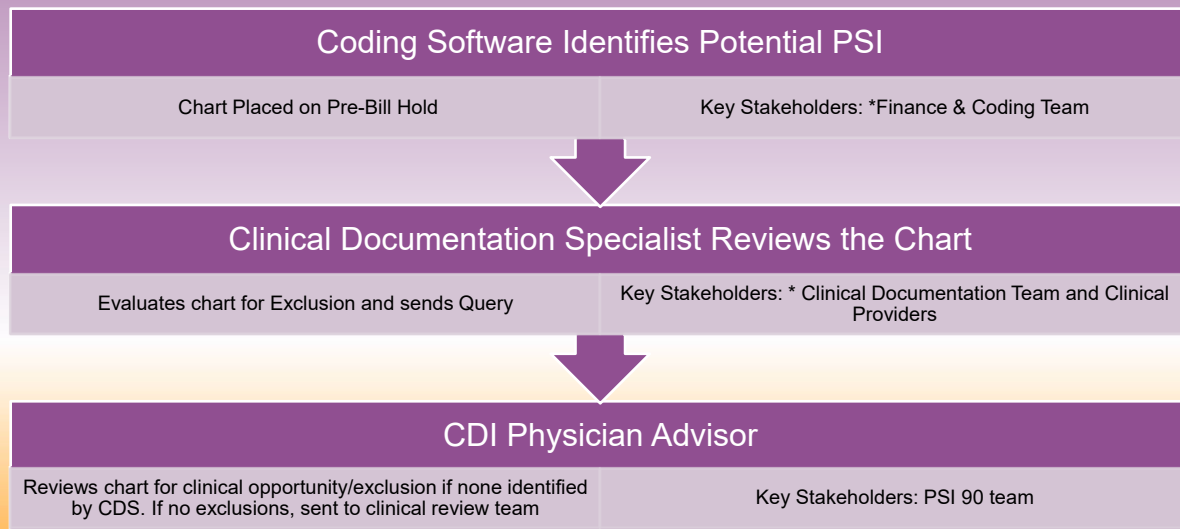 Coding Software Identifies Potential PSI
Chart Placed on Pre-Bill Hold
Key Stakeholders: *Finance & Coding Team
Clinical Documentation Specialist Reviews the Chart
Evaluates chart for Exclusion and sends Query
Key Stakeholders: * Clinical Documentation Team and Clinical
Providers
CDI Physician Advisor
Reviews chart for clinical opportunity/exclusion if none identified
by CDS. If no exclusions, sent to clinical review team
Key Stakeholders: PSI 90 team